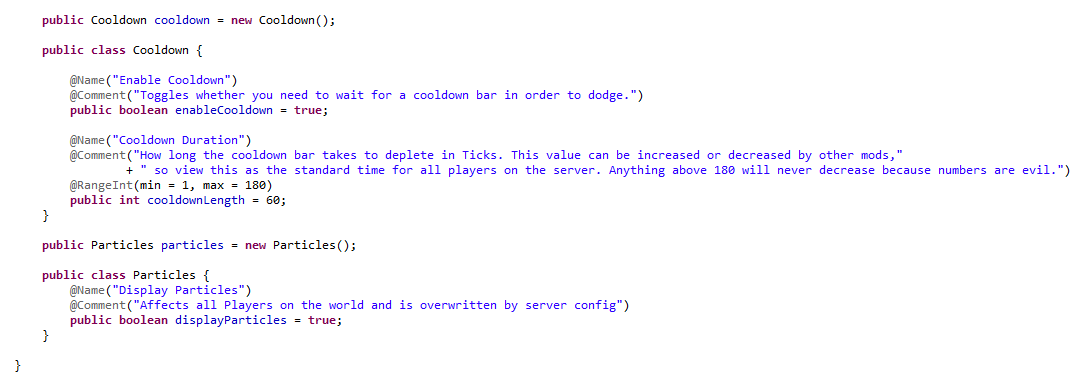 public Cooldown cooldown = new Cooldown();
public class Cooldown {
@Name("Enable Cooldown")
@Comment("Toggles whether you need to wait for a cooldown bar in order to dodge.")
public boolean enableCooldown = true;
@Name("Cooldown Duration")
@Comment("How long the cooldown bar takes to deplete in Ticks. This value can be increased or decreased by other mods,"
+ " so view this as the standard time for all players on the server. Anything above 180 will never decrease because numbers are evil.")
@RangeInt(min = 1, max = 180)
public int cooldownLength = 60;
}
public Particles particles = new Particles();
public class Particles {
@Name("Display Particles")
@Comment("Affects all Players on the world and is overwritten by server config")
public boolean displayParticles = true;
}
}